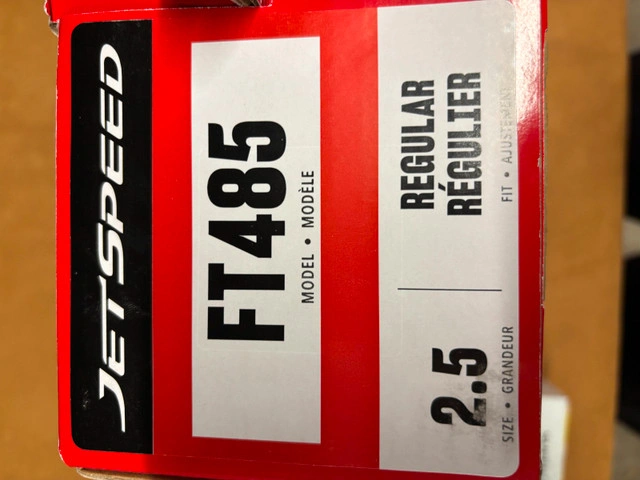 JETSPEED
FT485
MODEL • MODÈLE
2.5
SIZE • GRANDEUR
REGULAR
RÉGULIER
FIT • AJUSTEMENT